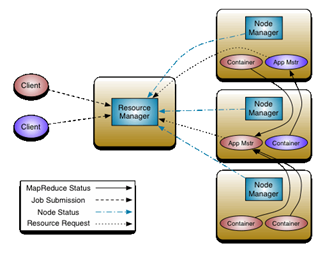 Node
Manager
Container
App Mstr
Client
Resource
Manager
Node
Manager
Client
App Mstr
Container
Node
Manager
Container
Container
MapReduce Status
Job Submission
Node Status
Resource Request